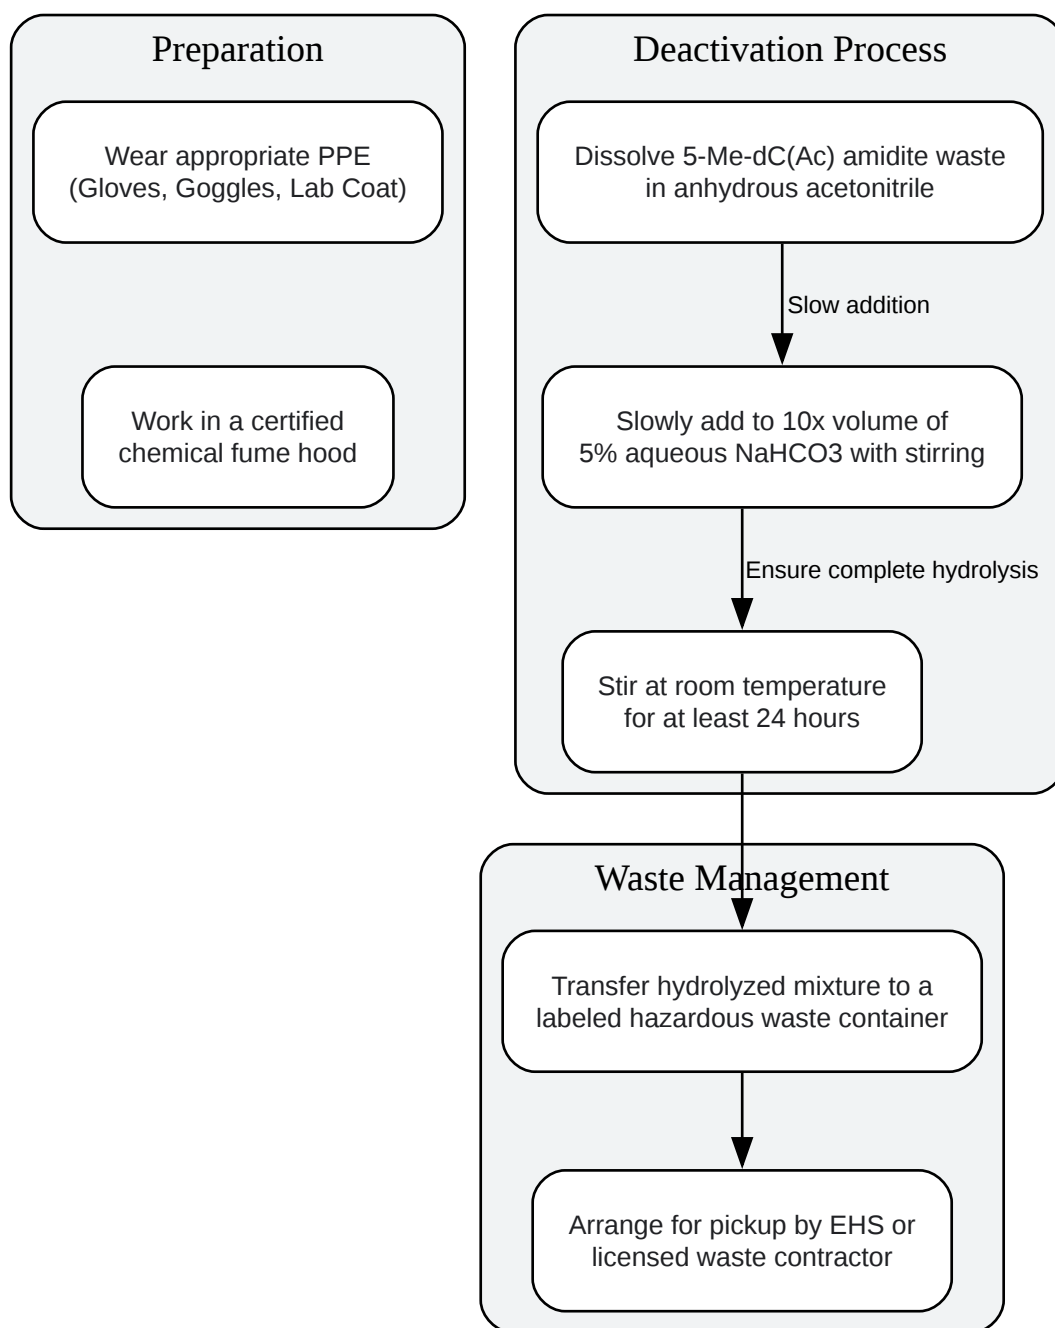 Preparation
Wear appropriate PPE
(Gloves, Goggles, Lab Coat)
Work in a certified
chemical fume hood
Deactivation Process
Dissolve 5-Me-dC(Ac) amidite waste
in anhydrous acetonitrile
Slow addition
Slowly add to 10x volume of
5% aqueous NaHCO3 with stirring
Ensure complete hydrolysis
Stir at room temperature
for at least 24 hours
Waste Management
Transfer hydrolyzed mixture to a
labeled hazardous waste container
Arrange for pickup by EHS or
licensed waste contractor